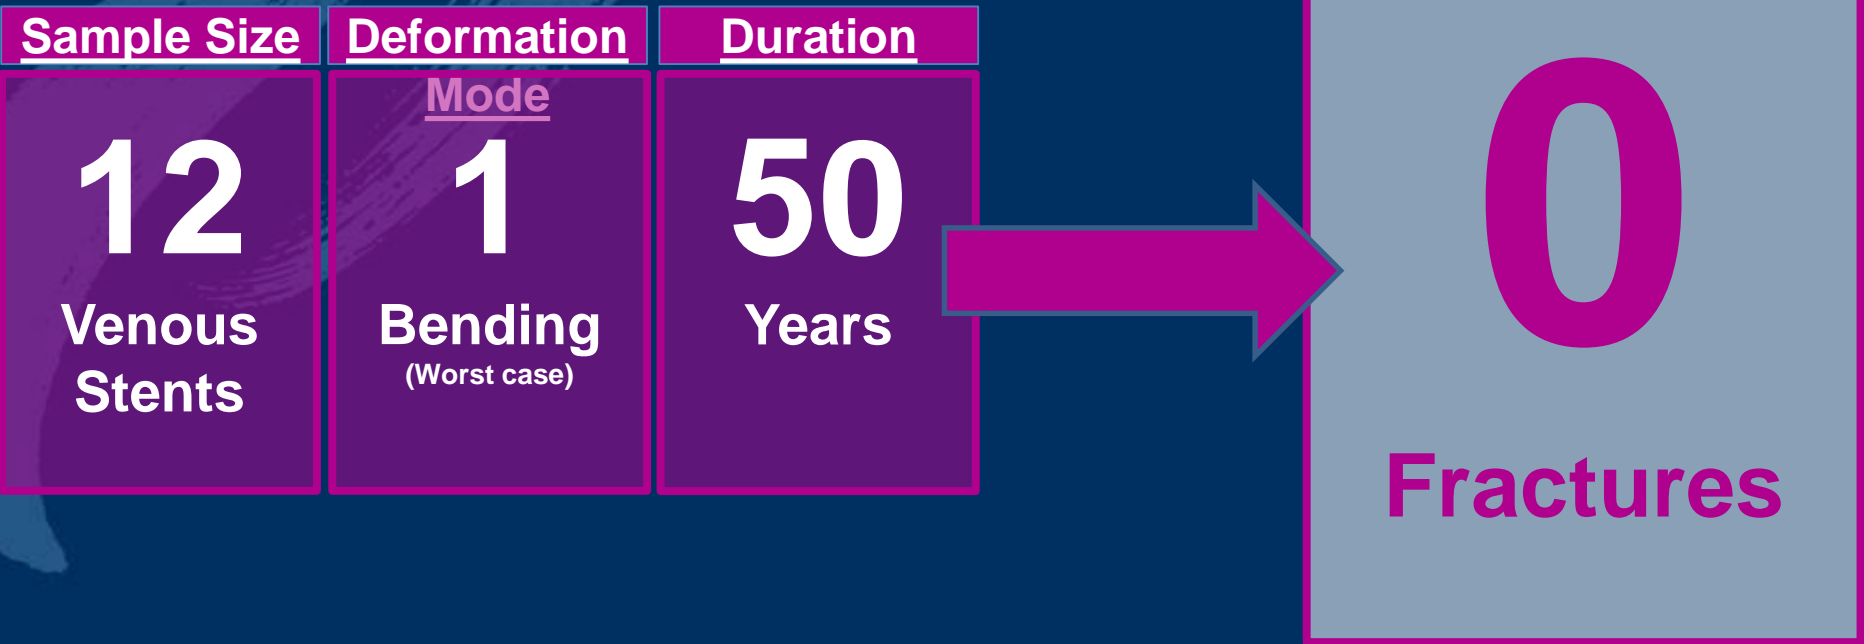 Sample Size
12
Venous
Stents
Deformation
Mode
1
Bending
(Worst case)
Duration
50
Years
0
Fractures